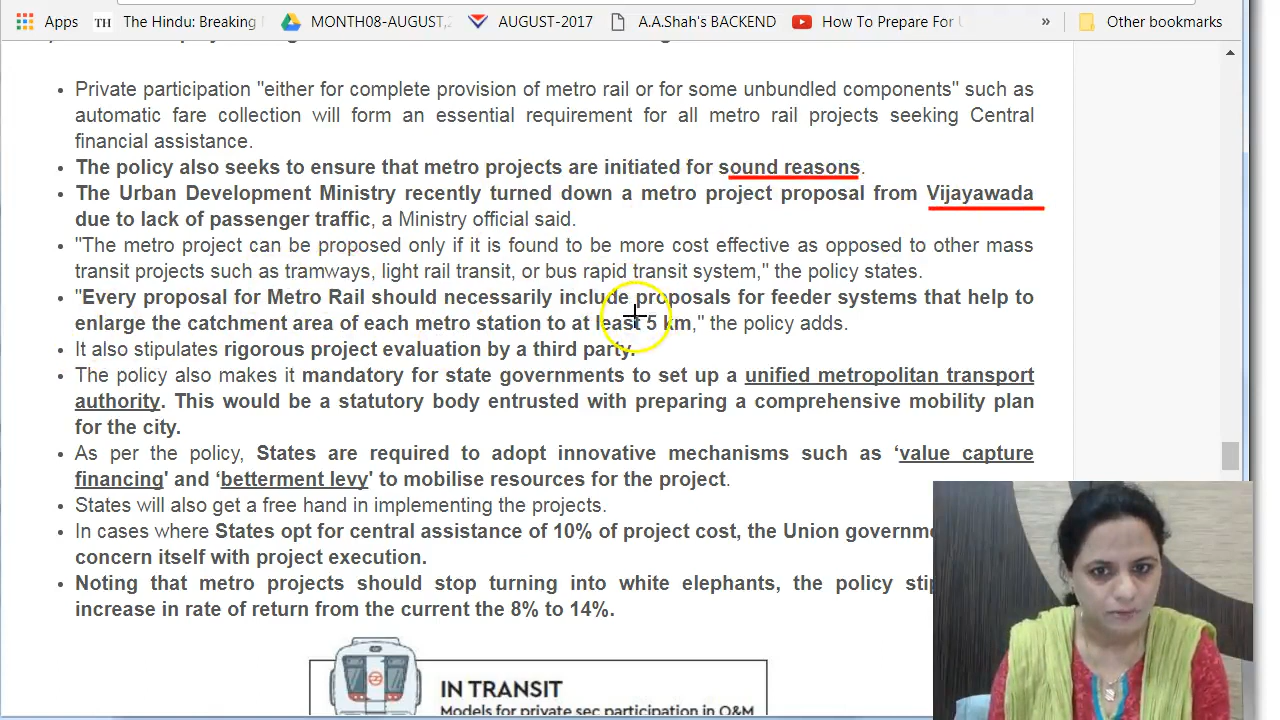 Apps TH The Hindu: Breaking MONTH08-AUGUST, AUGUST-2017 A.A.Shah's BACKEND How To Prepare For » Other bookmarks
• Private participation "either for complete provision of metro rail or for some unbundled components" such as
automatic fare collection will form an essential requirement for all metro rail projects seeking Central
financial assistance.
• The policy also seeks to ensure that metro projects are initiated for sound reasons.
• The Urban Development Ministry recently turned down a metro project proposal from Vijayawada
due to lack of passenger traffic, a Ministry official said.
• "The metro project can be proposed only if it is found to be more cost effective as opposed to other mass
transit projects such as tramways, light rail transit, or bus rapid transit system," the policy states.
• "Every proposal for Metro Rail should necessarily include proposals for feeder systems that help to
enlarge the catchment area of each metro station to at least 5 km," the policy adds.
• It also stipulates rigorous project evaluation by a third party.
• The policy also makes it mandatory for state governments to set up a unified metropolitan transport
authority. This would be a statutory body entrusted with preparing a comprehensive mobility plan
for the city.
• As per the policy, States are required to adopt innovative mechanisms such as ‘value capture
financing' and ‘betterment levy' to mobilise resources for the project.
• States will also get a free hand in implementing the projects.
• In cases where States opt for central assistance of 10% of project cost, the Union
concern itself with project execution.
• Noting that metro projects should stop turning into white elephants, the policy
increase in rate of return from the current the 8% to 14%.
IN TRANSIT
Models for private sec participation in O&M